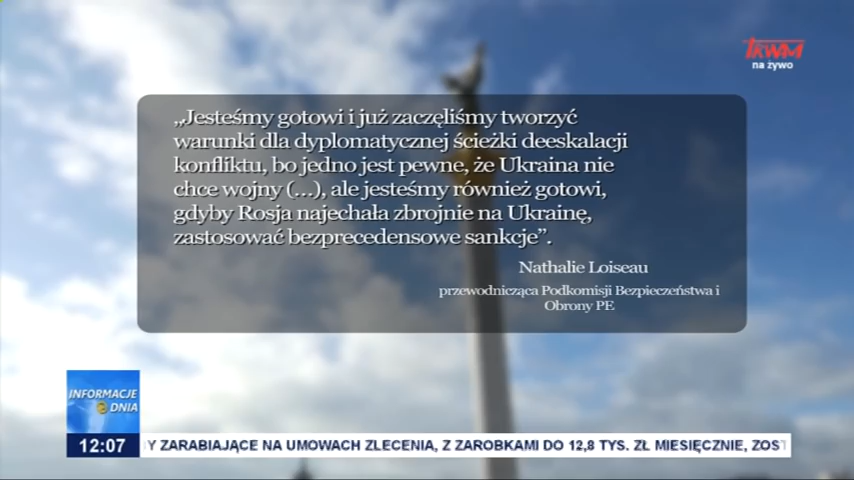 TRWAM
na żywo
„Jesteśmy gotowi i już zaczęliśmy tworzyć
warunki dla dyplomatycznej ścieżki deeskalacji
konfliktu, bo jedno jest pewne, że Ukraina nie
chce wojny (...), ale jesteśmy również gotowi,
gdyby Rosja najechała zbrojnie na Ukrainę,
zastosować bezprecedensowe sankcje”.
Nathalie Loiseau
przewodnicząca Podkomisji Bezpieczeństwa i
Obrony PE
INFORMACJE
DNIA
12:07
ZARABIAJĄCE NA UMOWACH ZLECENIA, Z ZAROBKAMI DO 12,8 TYS. ZŁ MIESIĘCZNIE,